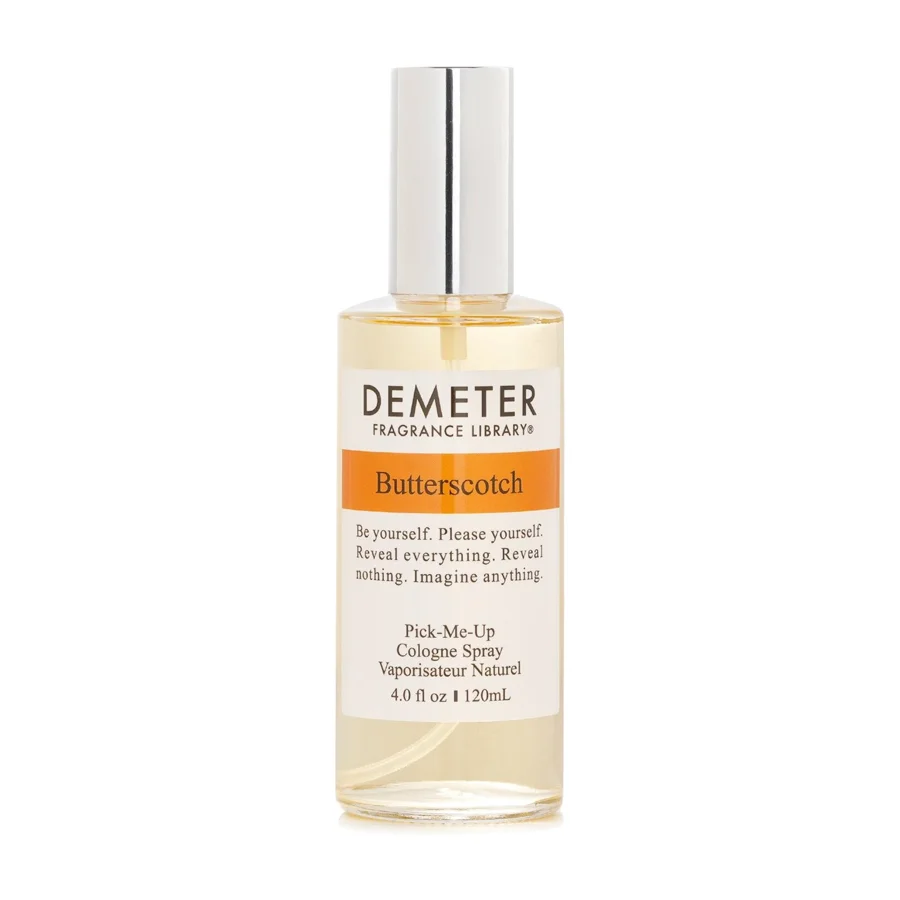 DEMETER
FRAGRANCE LIBRARY®
Butterscotch
Be yourself. Please yourself.
Reveal everything. Reveal
nothing. Imagine anything.
Pick-Me-Up
Cologne Spray
Vaporisateur Naturel
4.0 fl oz ❙ 120mL